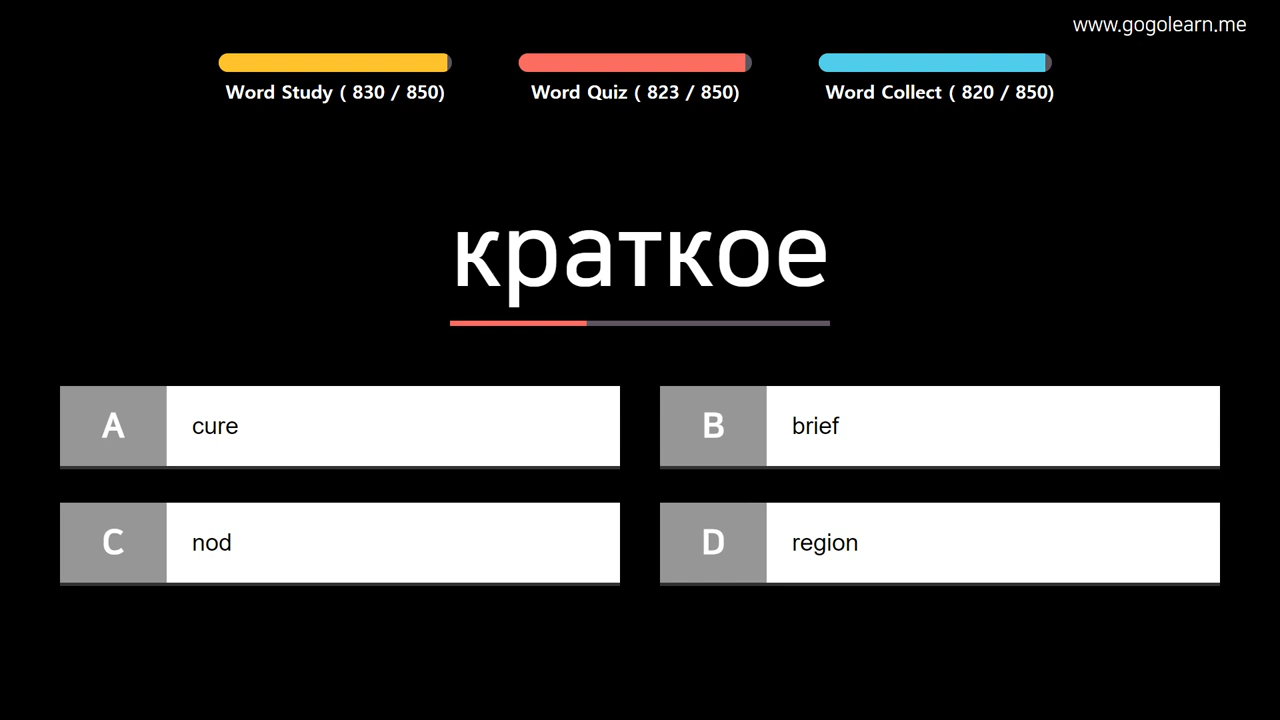 www.gogolearn.me
Word Study ( 830 / 850)
Word Quiz ( 823 / 850)
Word Collect ( 820 / 850)
краткое
A cure
B brief
C nod
D region